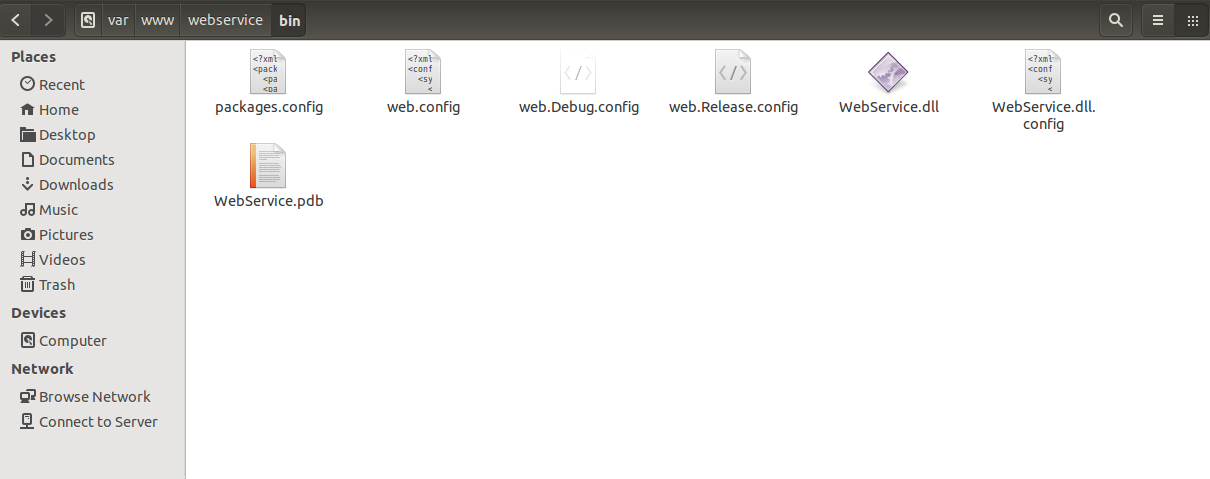 var
www
webservice
bin
Places
Recent
Home
Desktop
Documents
Downloads
Music
Pictures
Videos
Trash
Devices
Computer
Network
Browse Network
Connect to Server
<?xml
<pack
<pa
<pa
packages.config
<?xml
<conf
<sy
<
web.config
</>
web.Debug.config
</>
web.Release.config
WebService.dll
<?xml
<conf
<sy
<
WebService.dll.
config
WebService.pdb